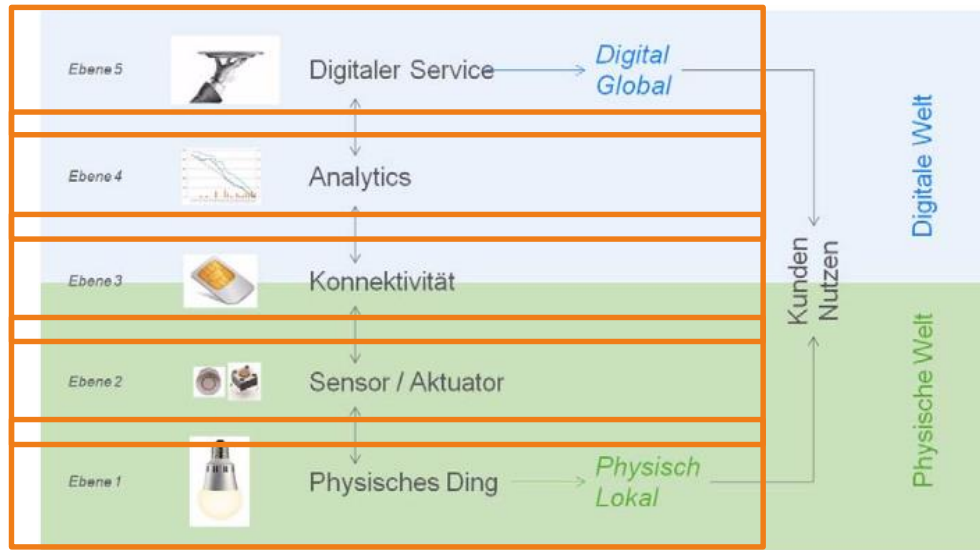 Ebene 5
Digitaler Service
Digital
Global
Ebene 4
Analytics
Ebene 3
Konnektivität
Ebene 2
Sensor / Aktuator
Ebene 1
Physisches Ding
Physisch
Lokal
Kunden
Nutzen
Digitale Welt
Physische Welt